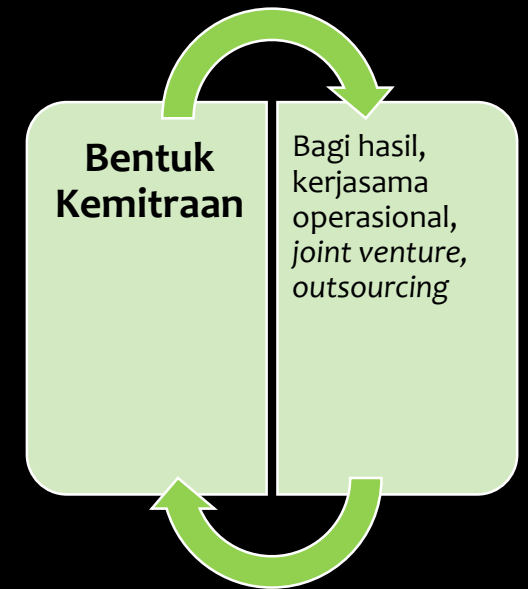 Bentuk
Kemitraan
Bagi hasil,
kerjasama
operasional,
joint venture,
outsourcing